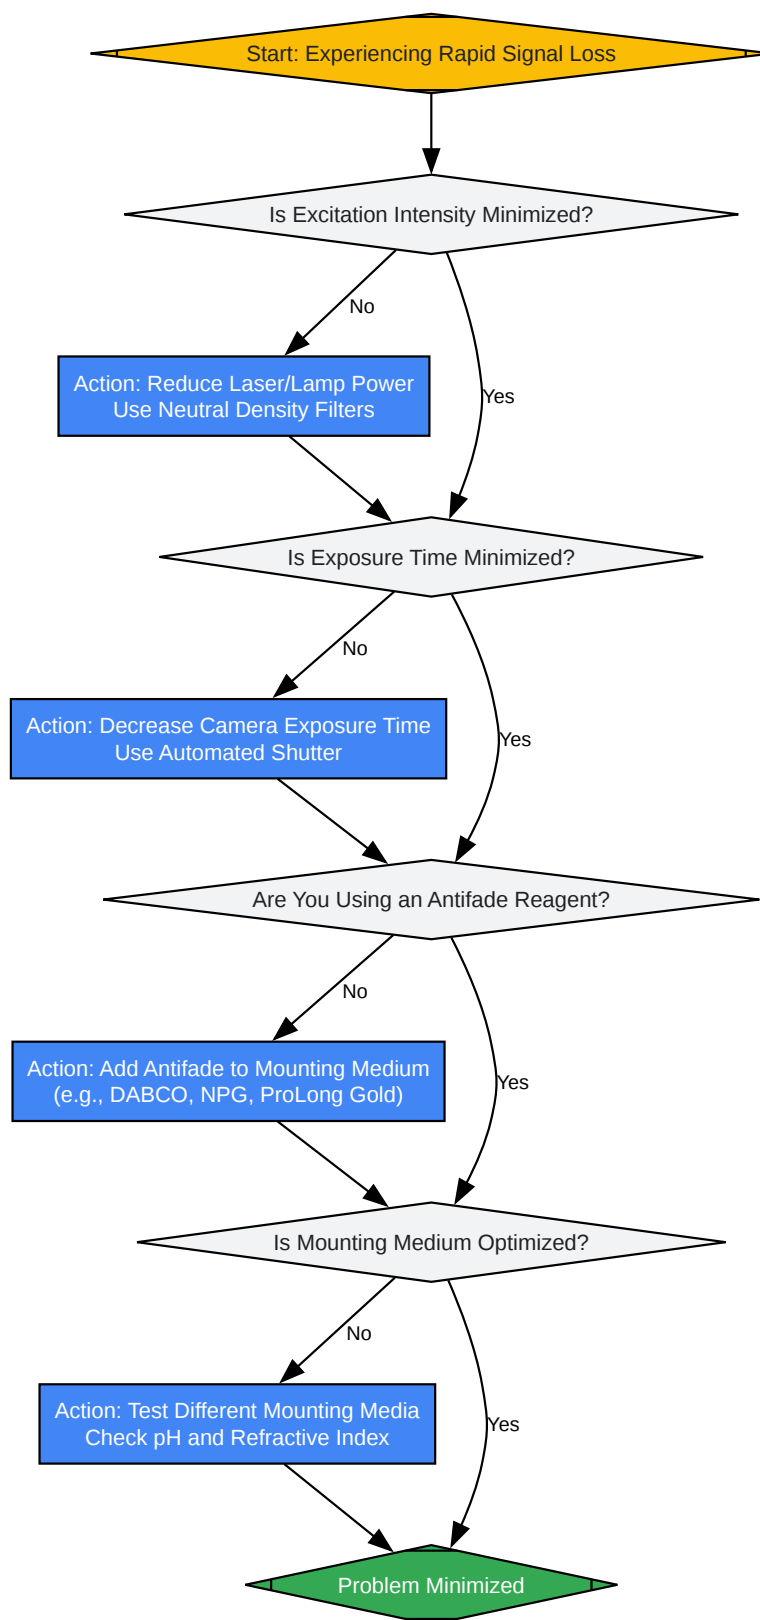 Start: Experiencing Rapid Signal Loss
Is Excitation Intensity Minimized?
No
Action: Reduce Laser/Lamp Power
Use Neutral Density Filters
Yes
Is Exposure Time Minimized?
No
Action: Decrease Camera Exposure Time
Use Automated Shutter
Yes
Are You Using an Antifade Reagent?
No
Action: Add Antifade to Mounting Medium
(e.g., DABCO, NPG, ProLong Gold)
Yes
Is Mounting Medium Optimized?
No
Action: Test Different Mounting Media
Check pH and Refractive Index
Yes
Problem Minimized